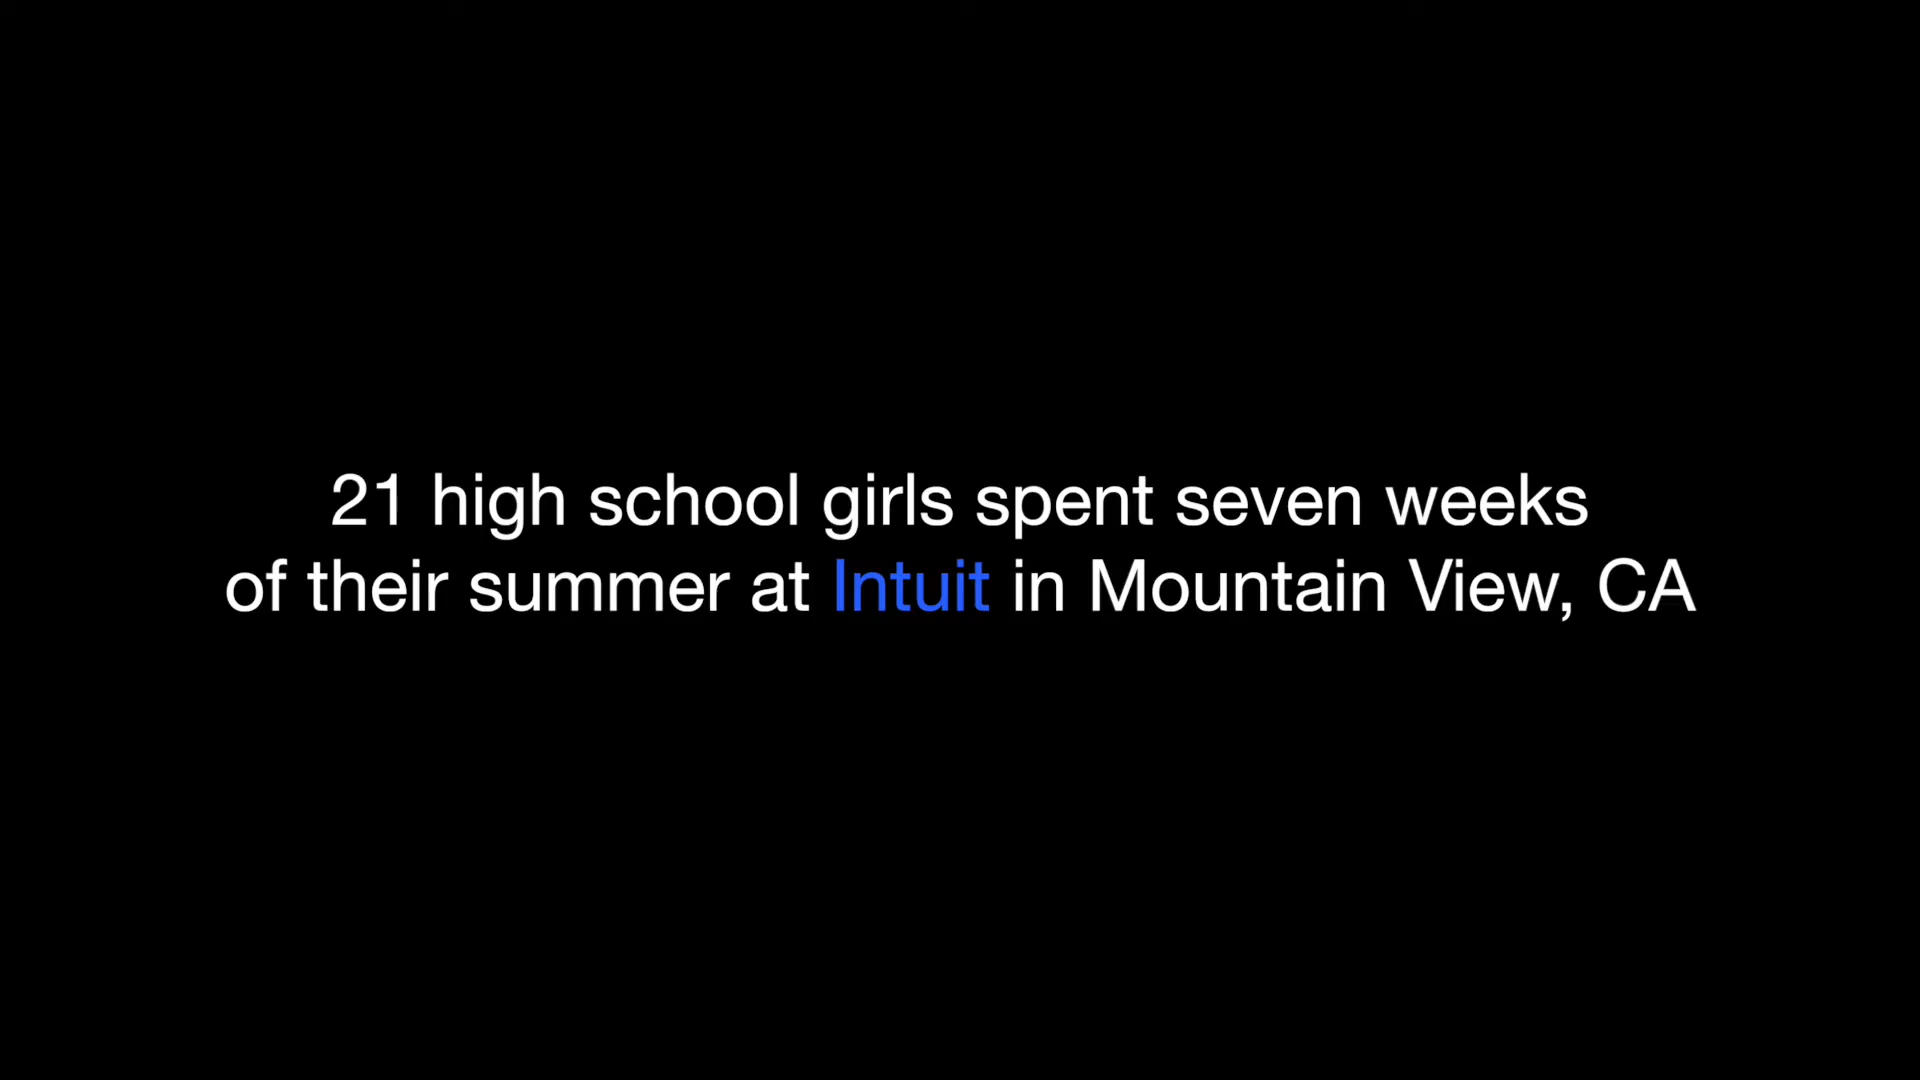 21 high school girls spent seven weeks
of their summer at Intuit in Mountain View, CA